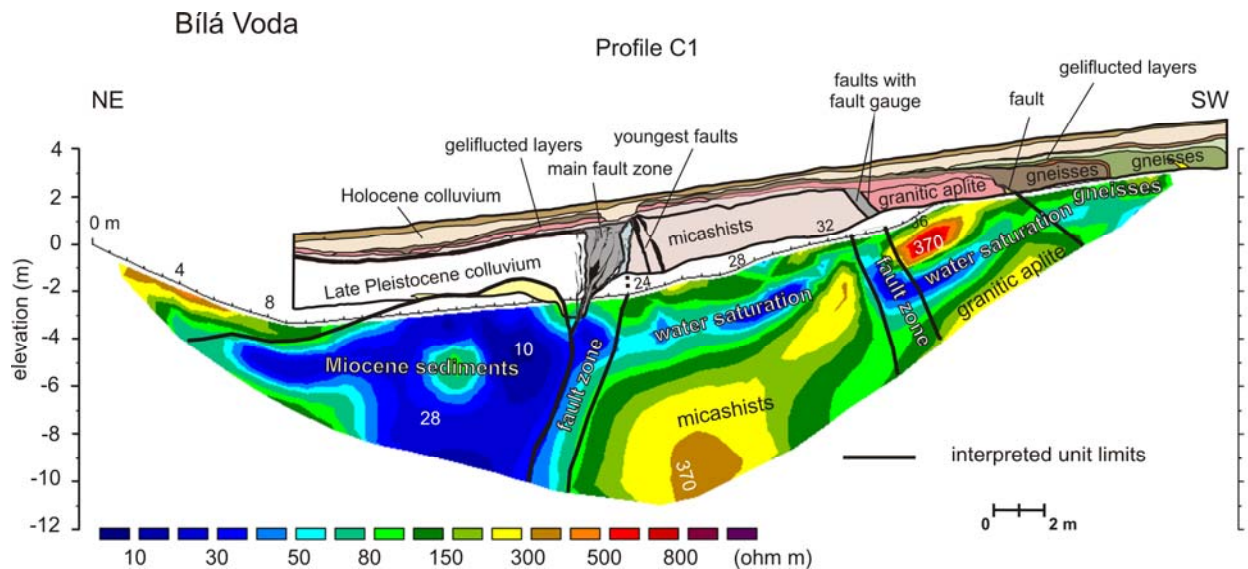 Bílá Voda
Profile C1
NE
SW
faults with
fault gauge
geliflucted layers
fault
youngest faults
geliflucted layers
main fault zone
Holocene colluvium
gneisses
gneisses
granitic aplite
micashists
Late Pleistocene colluvium
gneisses
water saturation
granitic aplite
fault zone
water saturation
Miocene sediments
fault zone
micashists
0 m
4
8
24
28
32
36
370
10
28
370
elevation (m)
4
2
0
-2
-4
-6
-8
-10
-12
interpreted unit limits
0 2 m
10 30 50 80 150 300 500 800 (ohm m)